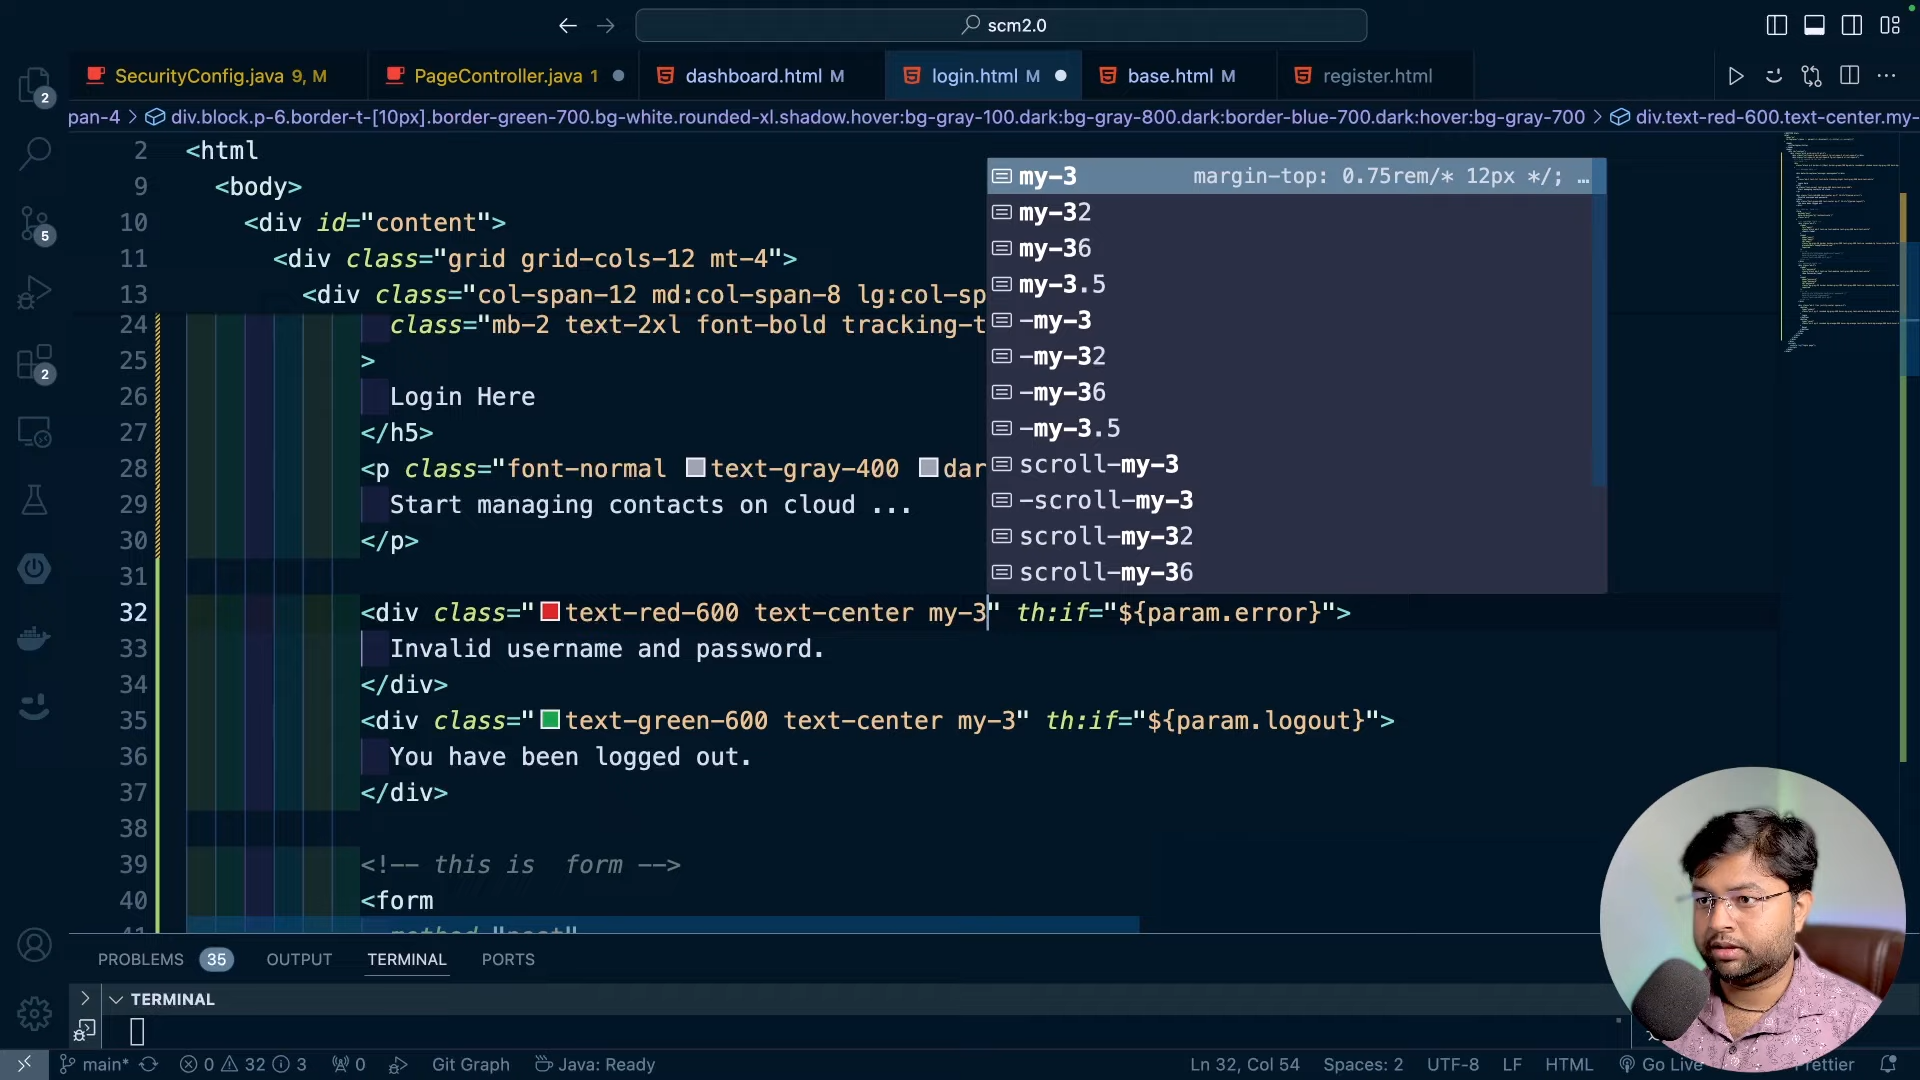 scm2.0
SecurityConfig.java 9, M
PageController.java 1
dashboard.html M
login.html M
base.html M
register.html
pan-4 > div.block.p-6.border-t-[10px].border-green-700.bg-white.rounded-xl.shadow.hover:bg-gray-100.dark:bg-gray-800.dark:border-blue-700.dark:hover:bg-gray-700 > div.text-red-600.text-center.my-
2 <html
9 <body>
10 <div id="content">
11 <div class="grid grid-cols-12 mt-4">
13 <div class="col-span-12 md:col-span-8 lg:col-sp
24 class="mb-2 text-2xl font-bold tracking-t
25 >
26 Login Here
27 </h5>
28 <p class="font-normal text-gray-400 dar
29 Start managing contacts on cloud ...
30 </p>
31
32 <div class="text-red-600 text-center my-3" th:if="${param.error}">
33 Invalid username and password.
34 </div>
35 <div class="text-green-600 text-center my-3" th:if="${param.logout}">
36 You have been logged out.
37 </div>
38
39 <!-- this is  form -->
40 <form
41 method="post"
my-3 margin-top: 0.75rem/* 12px */; …
my-32
my-36
my-3.5
-my-3
-my-32
-my-36
-my-3.5
scroll-my-3
-scroll-my-3
scroll-my-32
scroll-my-36
2
5
2
PROBLEMS 35 OUTPUT TERMINAL PORTS
TERMINAL
main* 0 32 3 0 Git Graph Java: Ready Ln 32, Col 54 Spaces: 2 UTF-8 LF HTML Go Live Prettier